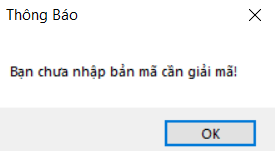 Thông Báo
Bạn chưa nhập bản mã cần giải mã!
OK